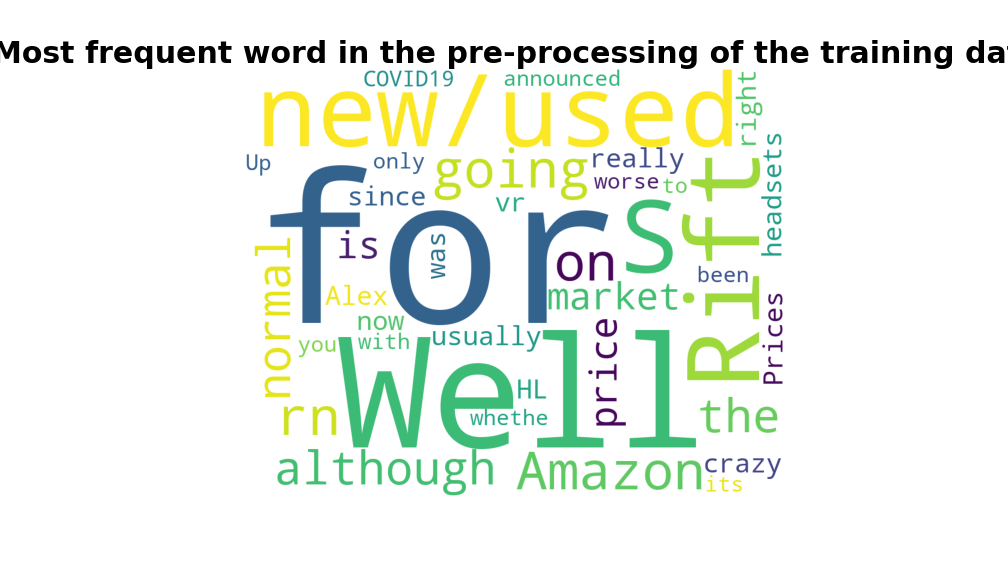 Most frequent word in the pre-processing of the training da
COVID19 announced
new/used
right
Up only going really
worse to
headsets
since vr
for
S
Rift
is was on
been
normal
Alex market
now
you with usually
Prices
price
Well
HL
whethe
rn the
although Amazon crazy
its